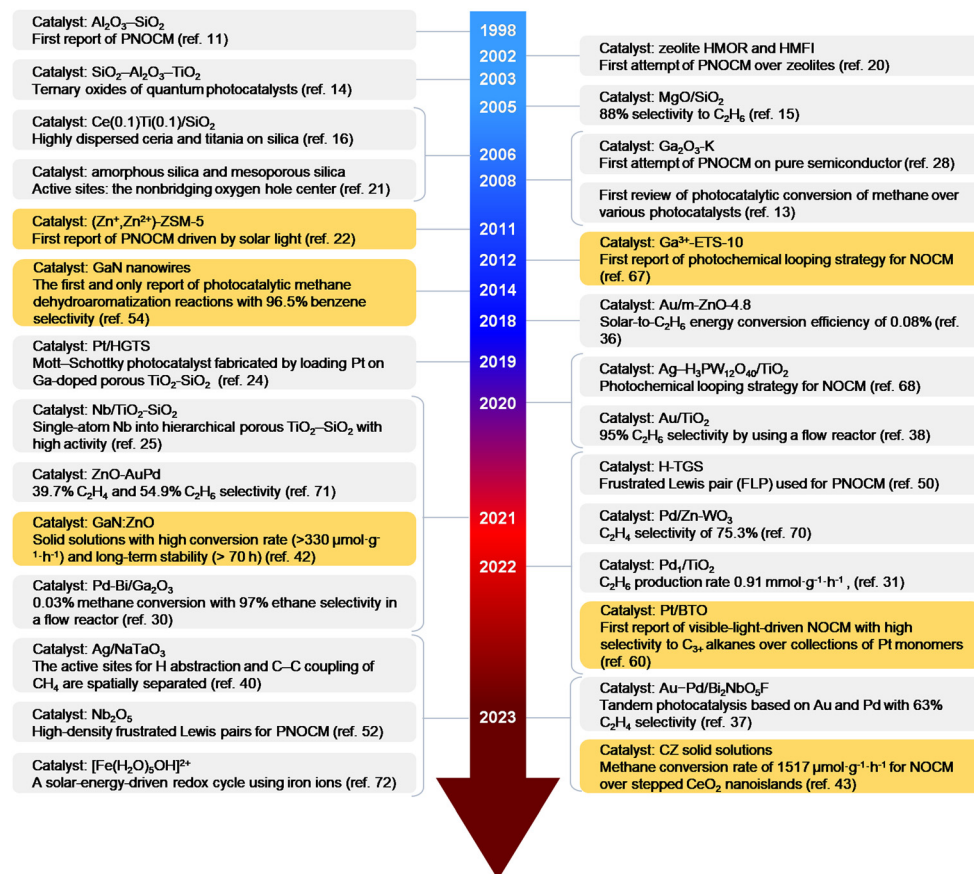 Catalyst: Al₂O₃–SiO₂
First report of PNOCM (ref. 11)
Catalyst: SiO₂–Al₂O₃–TiO₂
Ternary oxides of quantum photocatalysts (ref. 14)
Catalyst: Ce(0.1)Ti(0.1)/SiO₂
Highly dispersed ceria and titania on silica (ref. 16)
Catalyst: amorphous silica and mesoporous silica
Active sites: the nonbridging oxygen hole center (ref. 21)
Catalyst: (Zn⁺,Zn²⁺)-ZSM-5
First report of PNOCM driven by solar light (ref. 22)
Catalyst: GaN nanowires
The first and only report of photocatalytic methane
dehydroaromatization reactions with 96.5% benzene
selectivity (ref. 54)
Catalyst: Pt/HGTS
Mott–Schottky photocatalyst fabricated by loading Pt on
Ga-doped porous TiO₂-SiO₂ (ref. 24)
Catalyst: Nb/TiO₂-SiO₂
Single-atom Nb into hierarchical porous TiO₂–SiO₂ with
high activity (ref. 25)
Catalyst: ZnO-AuPd
39.7% C₂H₄ and 54.9% C₂H₆ selectivity (ref. 71)
Catalyst: GaN:ZnO
Solid solutions with high conversion rate (>330 μmol·g⁻
¹·h⁻¹) and long-term stability (> 70 h) (ref. 42)
Catalyst: Pd-Bi/Ga₂O₃
0.03% methane conversion with 97% ethane selectivity in
a flow reactor (ref. 30)
Catalyst: Ag/NaTaO₃
The active sites for H abstraction and C–C coupling of
CH₄ are spatially separated (ref. 40)
Catalyst: Nb₂O₅
High-density frustrated Lewis pairs for PNOCM (ref. 52)
Catalyst: [Fe(H₂O)₅OH]²⁺
A solar-energy-driven redox cycle using iron ions (ref. 72)
1998
2002
2003
2005
2006
2008
2011
2012
2014
2018
2019
2020
2021
2022
2023
Catalyst: zeolite HMOR and HMFI
First attempt of PNOCM over zeolites (ref. 20)
Catalyst: MgO/SiO₂
88% selectivity to C₂H₆ (ref. 15)
Catalyst: Ga₂O₃-K
First attempt of PNOCM on pure semiconductor (ref. 28)
First review of photocatalytic conversion of methane over
various photocatalysts (ref. 13)
Catalyst: Ga³⁺-ETS-10
First report of photochemical looping strategy for NOCM
(ref. 67)
Catalyst: Au/m-ZnO-4.8
Solar-to-C₂H₆ energy conversion efficiency of 0.08% (ref.
36)
Catalyst: Ag–H₃PW₁₂O₄₀/TiO₂
Photochemical looping strategy for NOCM (ref. 68)
Catalyst: Au/TiO₂
95% C₂H₆ selectivity by using a flow reactor (ref. 38)
Catalyst: H-TGS
Frustrated Lewis pair (FLP) used for PNOCM (ref. 50)
Catalyst: Pd/Zn-WO₃
C₂H₄ selectivity of 75.3% (ref. 70)
Catalyst: Pd₁/TiO₂
C₂H₆ production rate 0.91 mmol·g⁻¹·h⁻¹ , (ref. 31)
Catalyst: Pt/BTO
First report of visible-light-driven NOCM with high
selectivity to C₃₊ alkanes over collections of Pt monomers
(ref. 60)
Catalyst: Au–Pd/Bi₂NbO₅F
Tandem photocatalysis based on Au and Pd with 63%
C₂H₄ selectivity (ref. 37)
Catalyst: CZ solid solutions
Methane conversion rate of 1517 μmol·g⁻¹·h⁻¹ for NOCM
over stepped CeO₂ nanoislands (ref. 43)